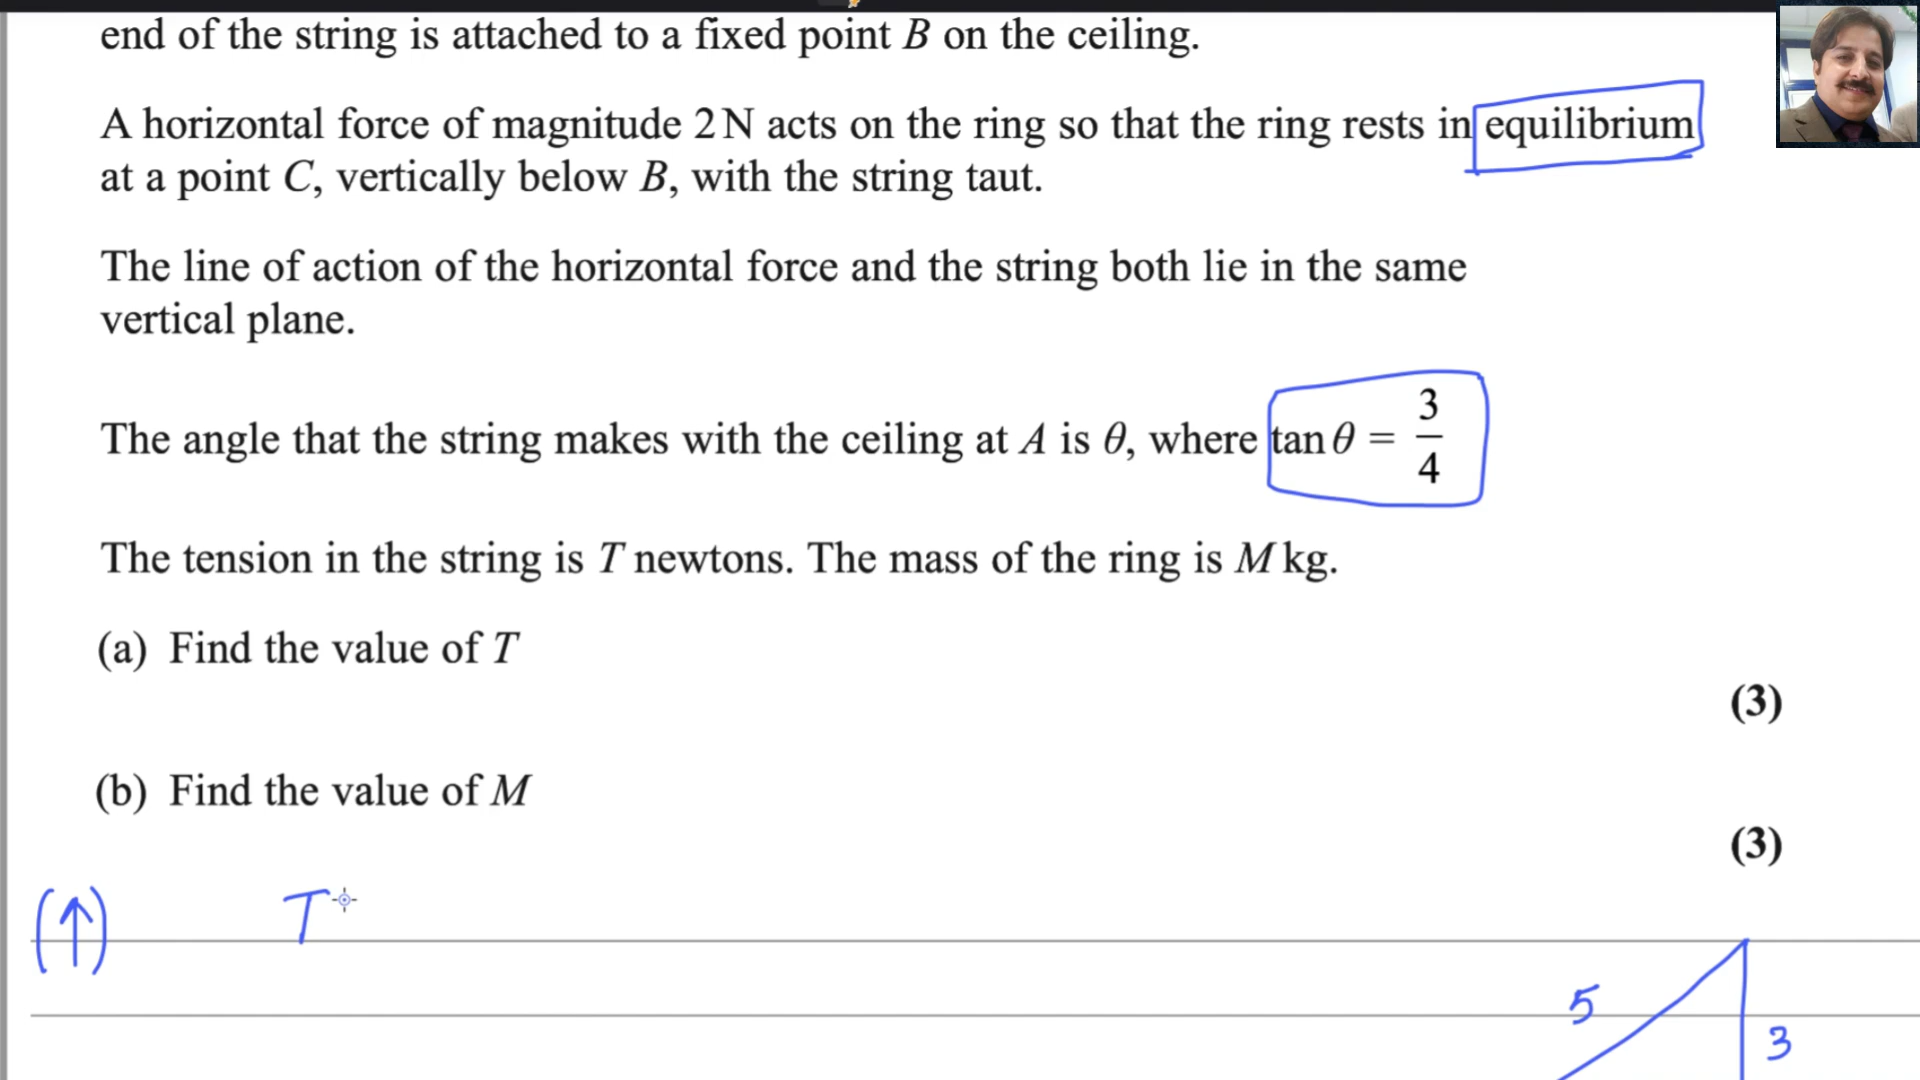 end of the string is attached to a fixed point B on the ceiling.
A horizontal force of magnitude 2 N acts on the ring so that the ring rests in equilibrium
at a point C, vertically below B, with the string taut.
The line of action of the horizontal force and the string both lie in the same
vertical plane.
The angle that the string makes with the ceiling at A is θ, where tan θ = 3/4
The tension in the string is T newtons. The mass of the ring is M kg.
(a) Find the value of T
(3)
(b) Find the value of M
(3)
(↑) T
5
3